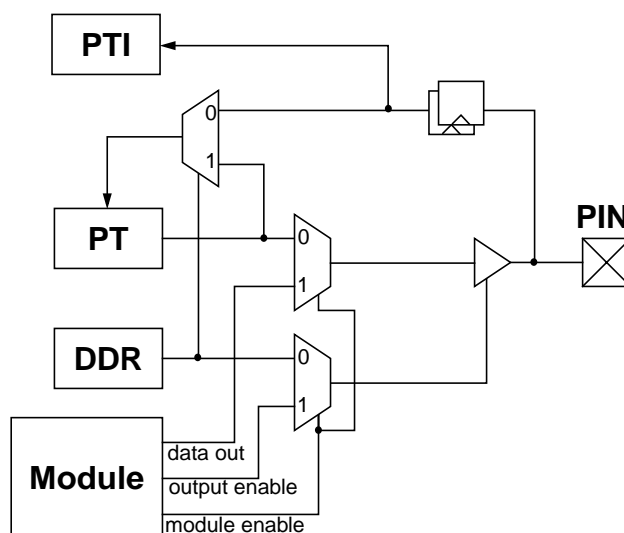 PTI
0
1
PT
PIN
0
1
DDR
0
1
Module
data out
output enable
module enable